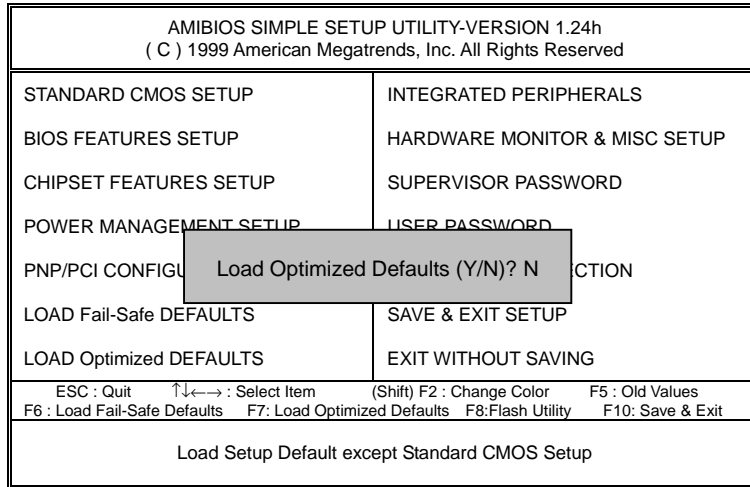 AMIBIOS SIMPLE SETUP UTILITY-VERSION 1.24h
( C ) 1999 American Megatrends, Inc. All Rights Reserved
STANDARD CMOS SETUP
BIOS FEATURES SETUP
CHIPSET FEATURES SETUP
POWER MANAGEMENT SETUP
PNP/PCI
LOAD Fail-Safe DEFAULTS
LOAD Optimized DEFAULTS
INTEGRATED PERIPHERALS
HARDWARE MONITOR & MISC SETUP
SUPERVISOR PASSWORD
USER PASSWORD
SAVE & EXIT SETUP
EXIT WITHOUT SAVING
Load Optimized Defaults (Y/N)? N
ESC : Quit ↑↓←→ : Select Item (Shift) F2 : Change Color F5 : Old Values
F6 : Load Fail-Safe Defaults F7: Load Optimized Defaults F8:Flash Utility F10: Save & Exit
Load Setup Default except Standard CMOS Setup